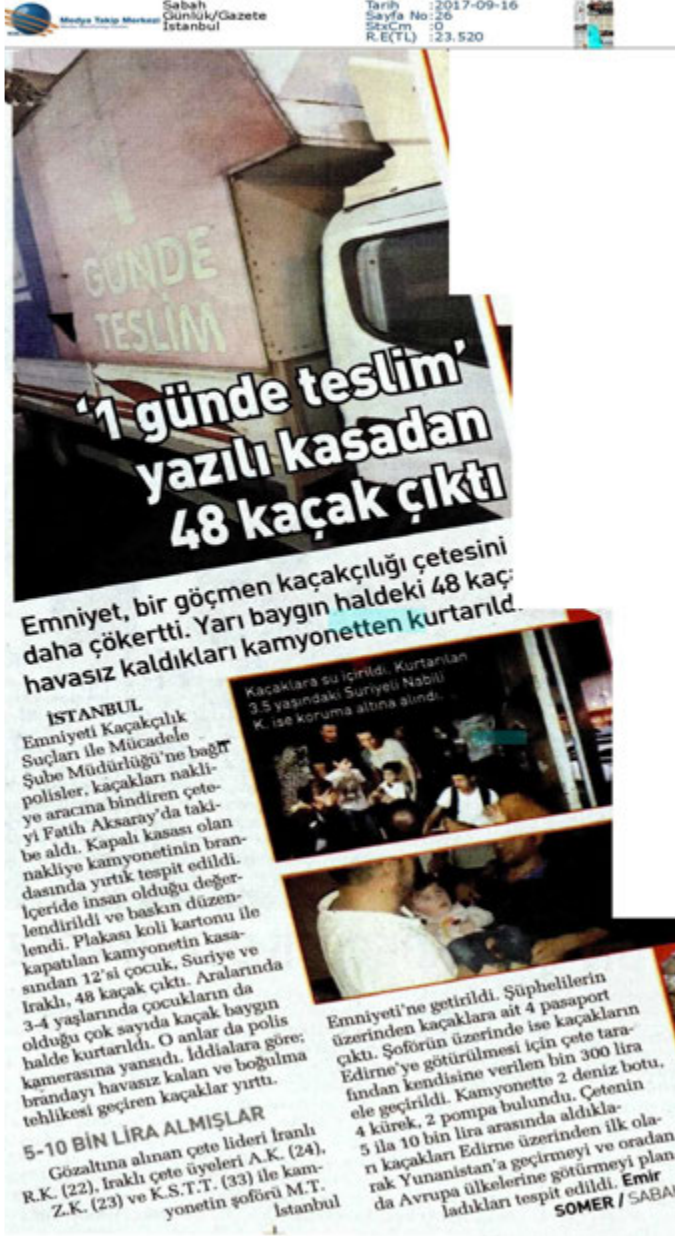 Medya Takip Merkezi
Sabah
Günlük/Gazete
İstanbul
Tarih :2017-09-16
Sayfa No:26
StxCm :0
R.E(TL) :23.520
GÜNDE
TESLİM
'1 günde teslim'
yazılı kasadan
48 kaçak çıktı
Emniyet, bir göçmen kaçakçılığı çetesini
daha çökertti. Yarı baygın haldeki 48 kaç
havasız kaldıkları kamyonetten kurtarıld
Kaçaklara su içirildi. Kurtarılan
3.5 yaşındaki Suriyeli Nabili
K. ise koruma altına alındı.
İSTANBUL
Emniyeti Kaçakçılık
Suçları ile Mücadele
Şube Müdürlüğü'ne bağlı
polisler, kaçakları nakli-
ye aracına bindiren çete-
yi Fatih Aksaray'da taki-
be aldı. Kapalı kasası olan
nakliye kamyonetinin bran-
dasında yırtık tespit edildi.
İçeride insan olduğu değer-
lendirildi ve baskın düzen-
lendi. Plakası koli kartonu ile
kapatılan kamyonetin kasa-
sından 12'si çocuk, Suriye ve
Iraklı, 48 kaçak çıktı. Aralarında
3-4 yaşlarında çocukların da
olduğu çok sayıda kaçak baygın
halde kurtarıldı. O anlar da polis
kamerasına yansıdı. İddialara göre;
brandayı havasız kalan ve boğulma
tehlikesi geçiren kaçaklar yırttı.
5-10 BİN LİRA ALMIŞLAR
Gözaltına alınan çete lideri İranlı
R.K. (22), Iraklı çete üyeleri A.K. (24),
Z.K. (23) ve K.S.T.T. (33) ile kam-
yonetin şoförü M.T.
İstanbul
Emniyeti'ne getirildi. Şüphelilerin
üzerinden kaçaklara ait 4 pasaport
çıktı. Şoförün üzerinde ise kaçakların
Edirne'ye götürülmesi için çete tara-
fından kendisine verilen bin 300 lira
ele geçirildi. Kamyonette 2 deniz botu,
4 kürek, 2 pompa bulundu. Çetenin
5 ila 10 bin lira arasında aldıkla-
rı kaçakları Edirne üzerinden ilk ola-
rak Yunanistan'a geçirmeyi ve oradan
da Avrupa ülkelerine götürmeyi plan
ladıkları tespit edildi. Emir
SOMER / SABA